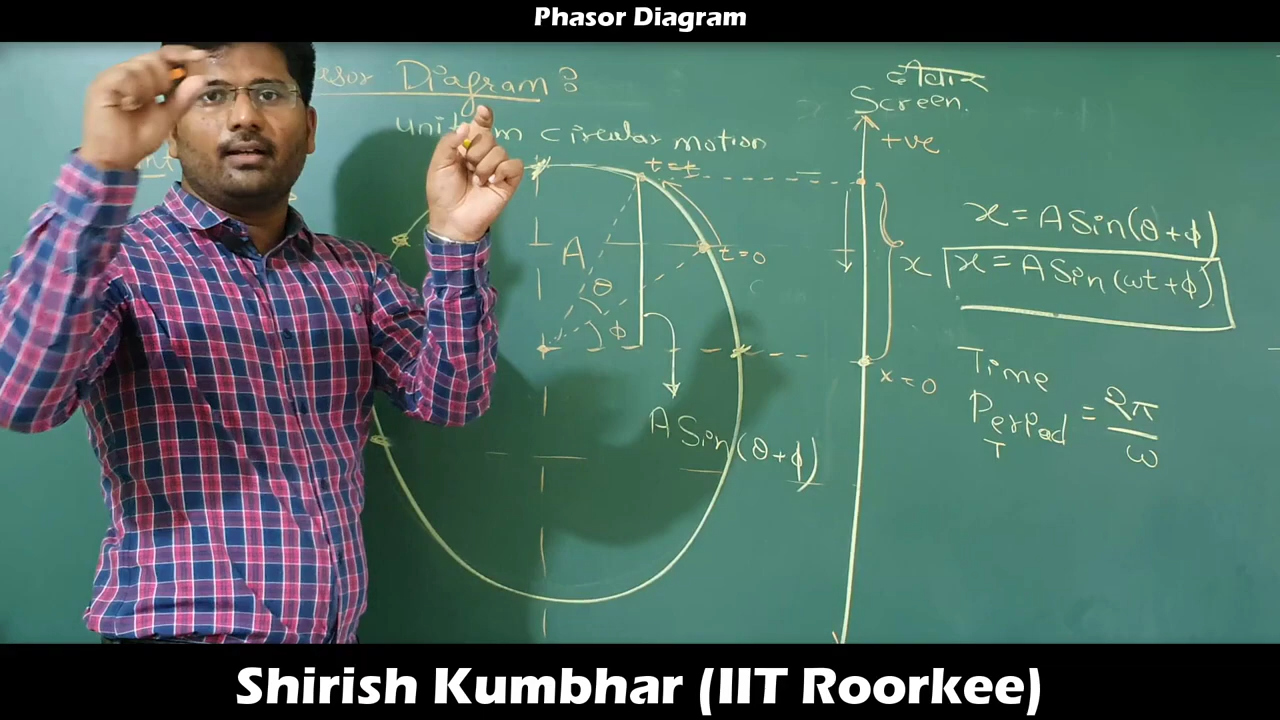 Phasor Diagram
Diagram :
uniform circular motion
t = t
A
θ
ϕ
t = 0
A Sin(θ+ϕ)
Screen.
+ve
x
x = 0
x = A Sin(θ+ϕ)
x = A Sin(ωt+ϕ)
Time
Period = 2π/ω
T
Shirish Kumbhar (IIT Roorkee)